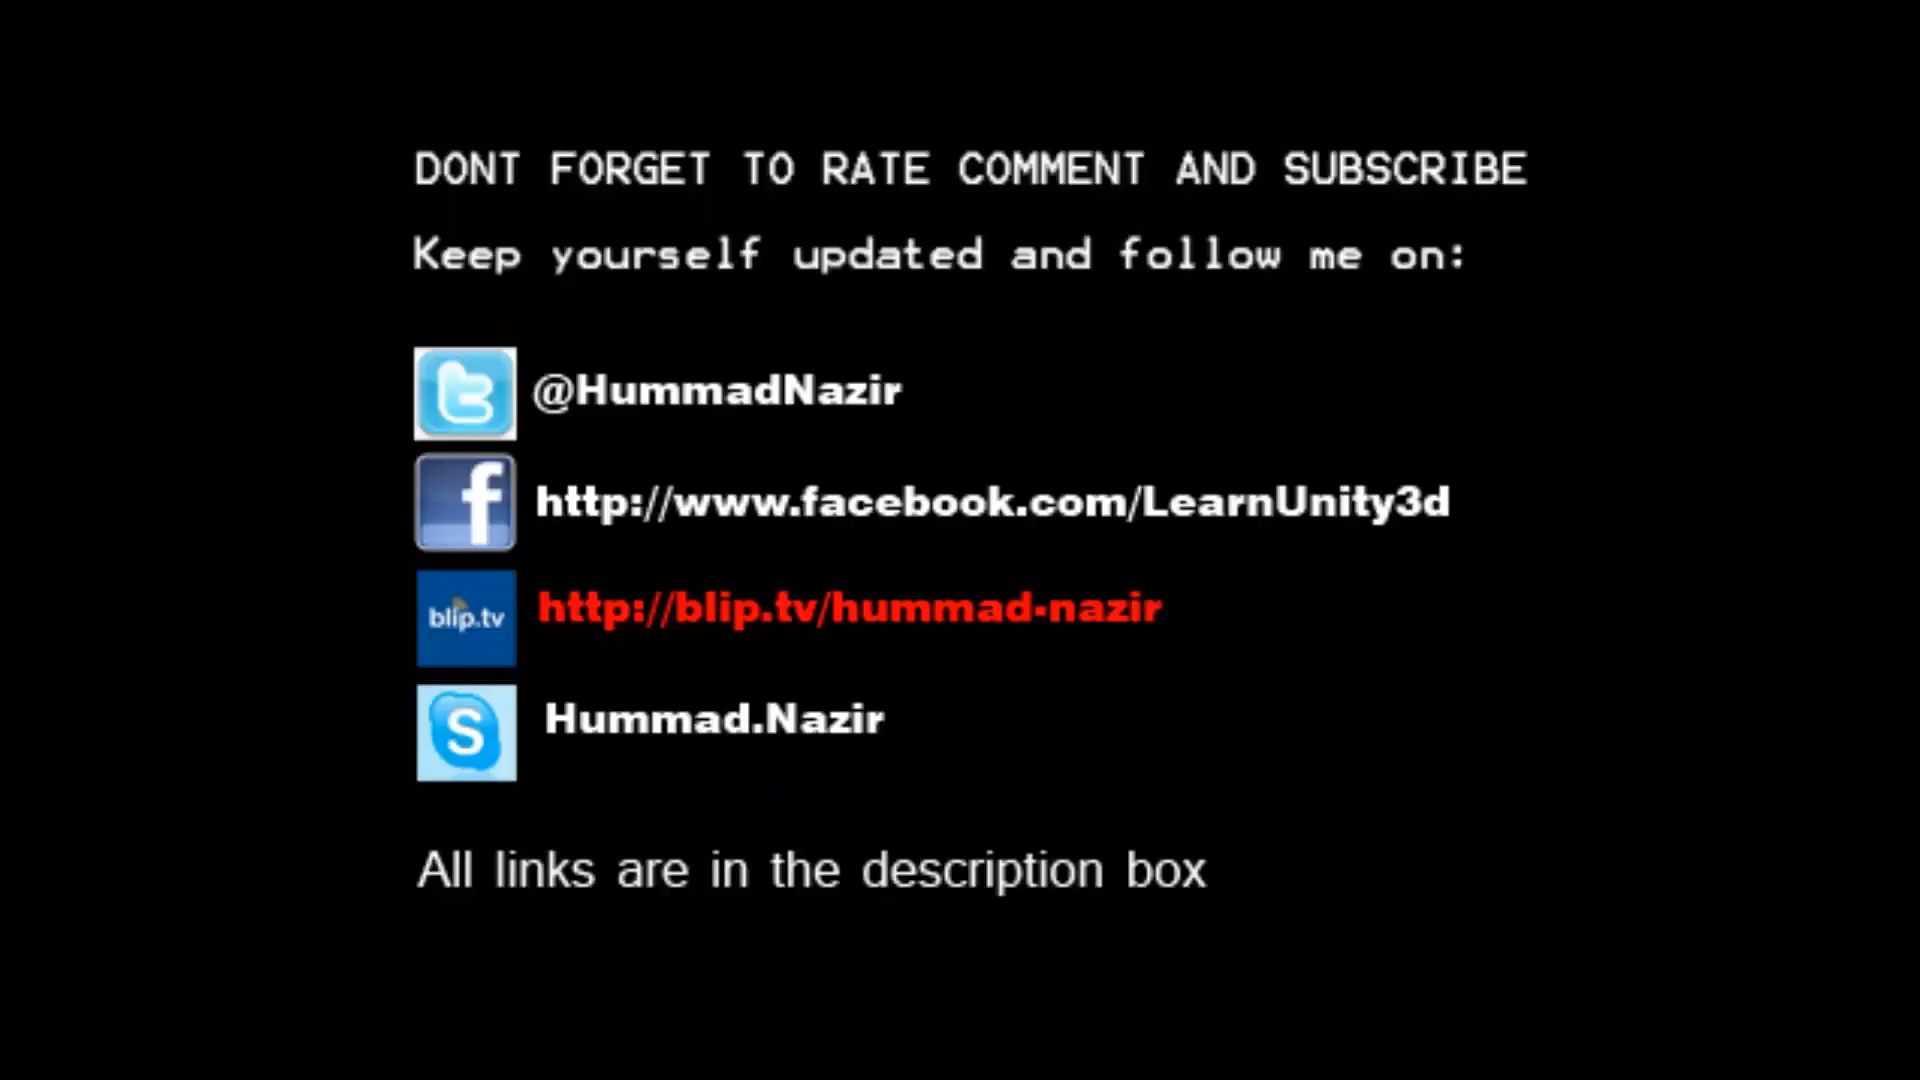 DONT FORGET TO RATE COMMENT AND SUBSCRIBE
Keep yourself updated and follow me on:
@HummadNazir
http://www.facebook.com/LearnUnity3d
blip.tv http://blip.tv/hummad-nazir
Hummad.Nazir
All links are in the description box